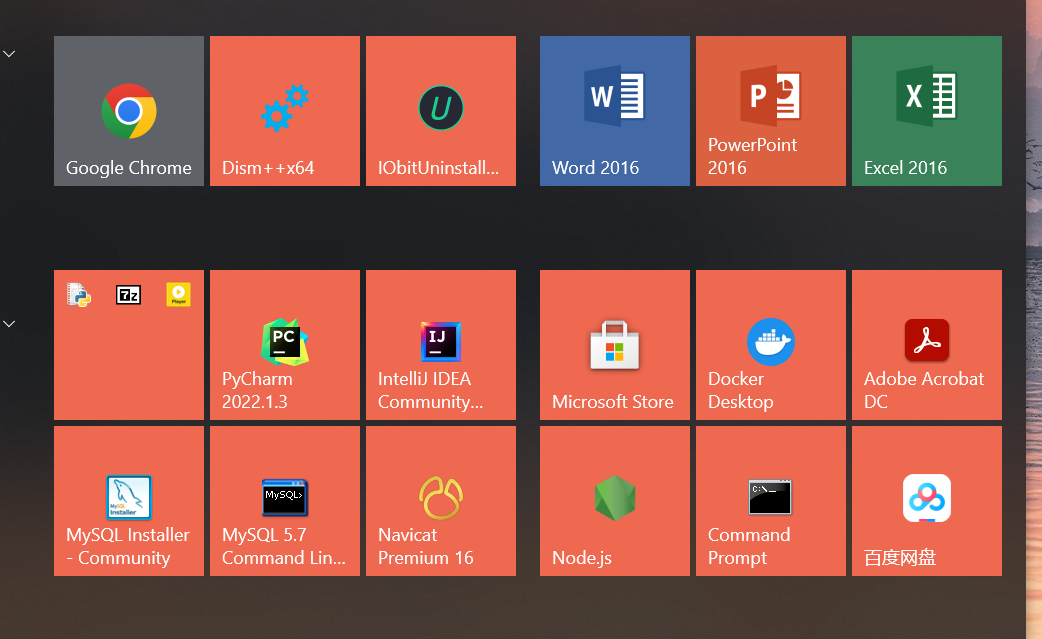 Google Chrome
Dism++x64
IObitUninstall...
W
Word 2016
P
PowerPoint
2016
X
Excel 2016
7z
Player
PC
PyCharm
2022.1.3
IJ
IntelliJ IDEA
Community...
Microsoft Store
Docker
Desktop
Adobe Acrobat
DC
MySQL
Installer
MySQL Installer
- Community
MySQL>
MySQL 5.7
Command Lin...
Navicat
Premium 16
Node.js
C:\_
Command
Prompt
百度网盘